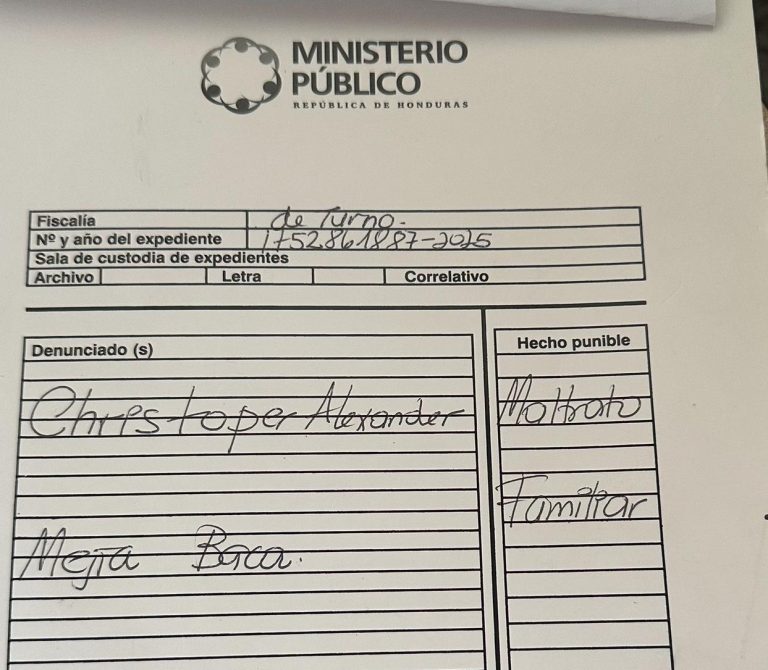 MINISTERIO
PÚBLICO
REPÚBLICA DE HONDURAS
Fiscalía de Turno.
Nº y año del expediente 1752861887-2025
Sala de custodia de expedientes
Archivo Letra Correlativo
Denunciado (s)
Hecho punible
Chrestoper Alexander
Mejia Baca.
Maltrato
Familiar